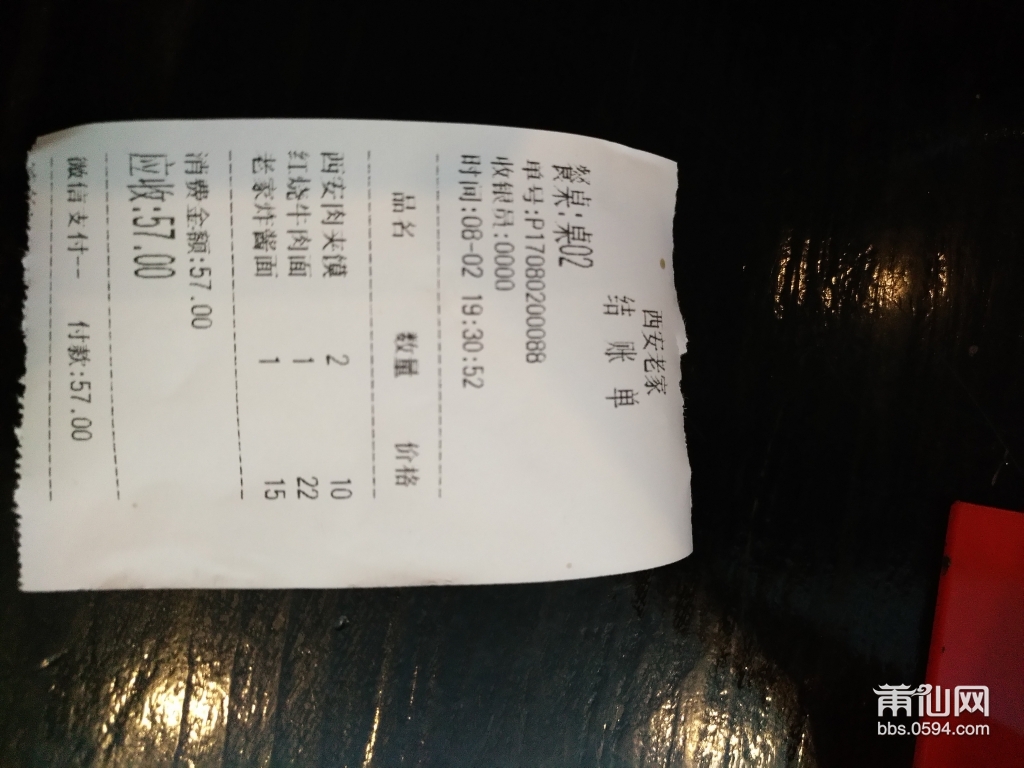 西安老家
结 账 单
餐桌:桌02
单号:P170800200088
收银员:0000
时间:08-02 19:30:52
品名 数量 价格
西安肉夹馍 2 10
红烧牛肉面 1 22
老家炸酱面 1 15
消费金额:57.00
应收:57.00
微信支付一 付款:57.00
莆仙网
bbs.0594.com